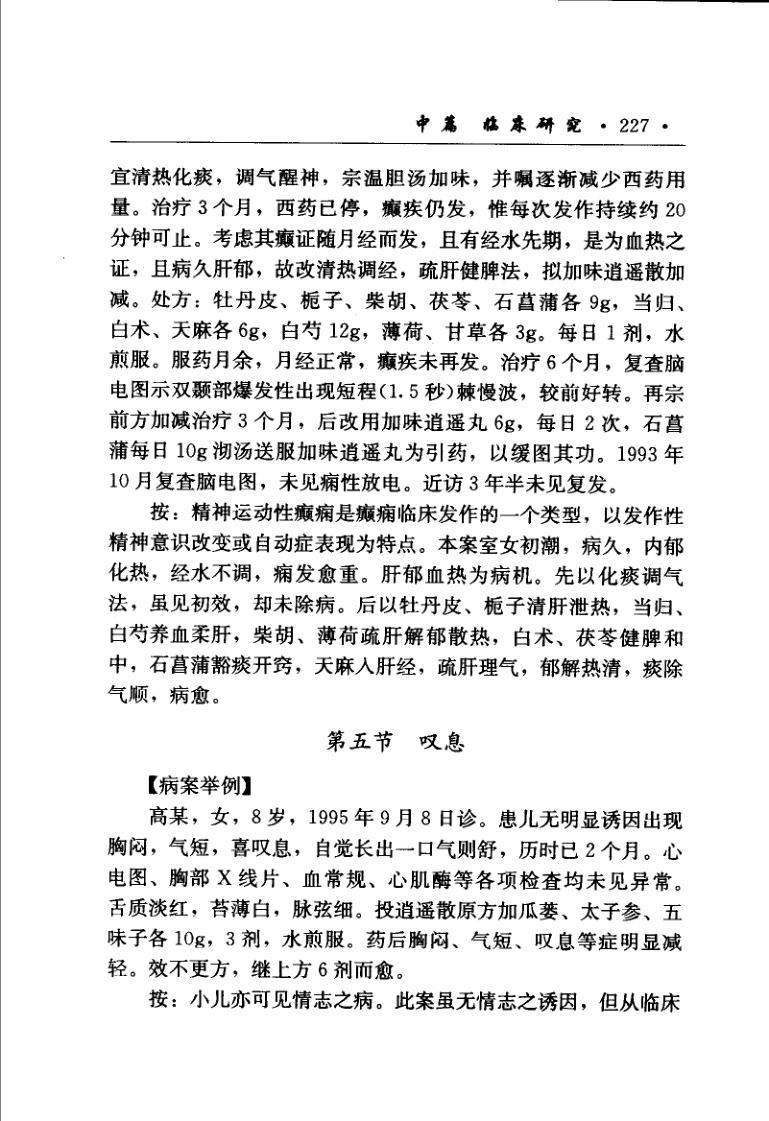 中篇 临床研究 · 227 ·
宜清热化痰，调气醒神，宗温胆汤加味，并嘱逐渐减少西药用
量。治疗 3 个月，西药已停，癫疾仍发，惟每次发作持续约 20
分钟可止。考虑其癫证随月经而发，且有经水先期，是为血热之
证，且病久肝郁，故改清热调经，疏肝健脾法，拟加味逍遥散加
减。处方：牡丹皮、栀子、柴胡、茯苓、石菖蒲各 9g，当归、
白术、天麻各 6g，白芍 12g，薄荷、甘草各 3g。每日 1 剂，水
煎服。服药月余，月经正常，癫疾未再发。治疗 6 个月，复查脑
电图示双颞部爆发性出现短程(1.5 秒)棘慢波，较前好转。再宗
前方加减治疗 3 个月，后改用加味逍遥丸 6g，每日 2 次，石菖
蒲每日 10g 沏汤送服加味逍遥丸为引药，以缓图其功。1993 年
10 月复查脑电图，未见痫性放电。近访 3 年半未见复发。
按：精神运动性癫痫是癫痫临床发作的一个类型，以发作性
精神意识改变或自动症表现为特点。本案室女初潮，病久，内郁
化热，经水不调，痫发愈重。肝郁血热为病机。先以化痰调气
法，虽见初效，却未除病。后以牡丹皮、栀子清肝泄热，当归、
白芍养血柔肝，柴胡、薄荷疏肝解郁散热，白术、茯苓健脾和
中，石菖蒲豁痰开窍，天麻入肝经，疏肝理气，郁解热清，痰除
气顺，病愈。
第五节 叹息
【病案举例】
高某，女，8 岁，1995 年 9 月 8 日诊。患儿无明显诱因出现
胸闷，气短，喜叹息，自觉长出一口气则舒，历时已 2 个月。心
电图、胸部 X 线片、血常规、心肌酶等各项检查均未见异常。
舌质淡红，苔薄白，脉弦细。投逍遥散原方加瓜蒌、太子参、五
味子各 10g，3 剂，水煎服。药后胸闷、气短、叹息等症明显减
轻。效不更方，继上方 6 剂而愈。
按：小儿亦可见情志之病。此案虽无情志之诱因，但从临床